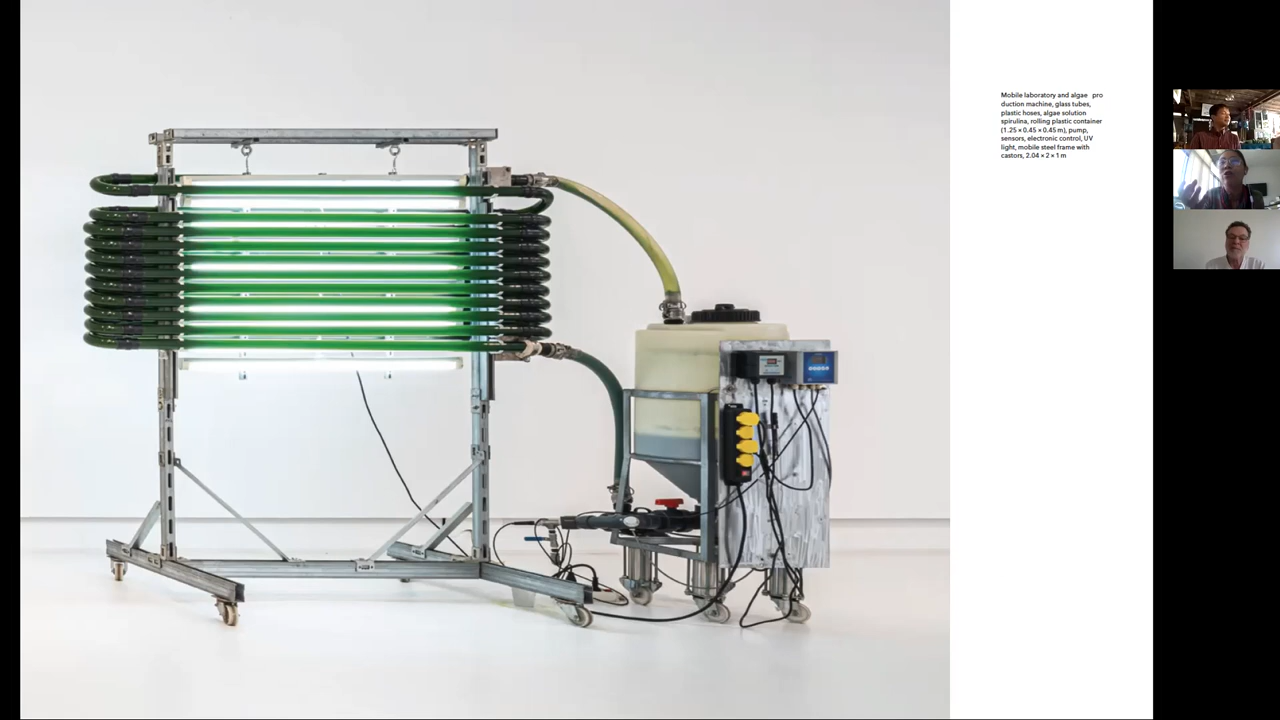 Mobile laboratory and algae pro
duction machine, glass tubes,
plastic hoses, algae solution
spirulina, rolling plastic container
(1.25 × 0.45 × 0.45 m), pump,
sensors, electronic control, UV
light, mobile steel frame with
castors, 2.04 × 2 × 1 m